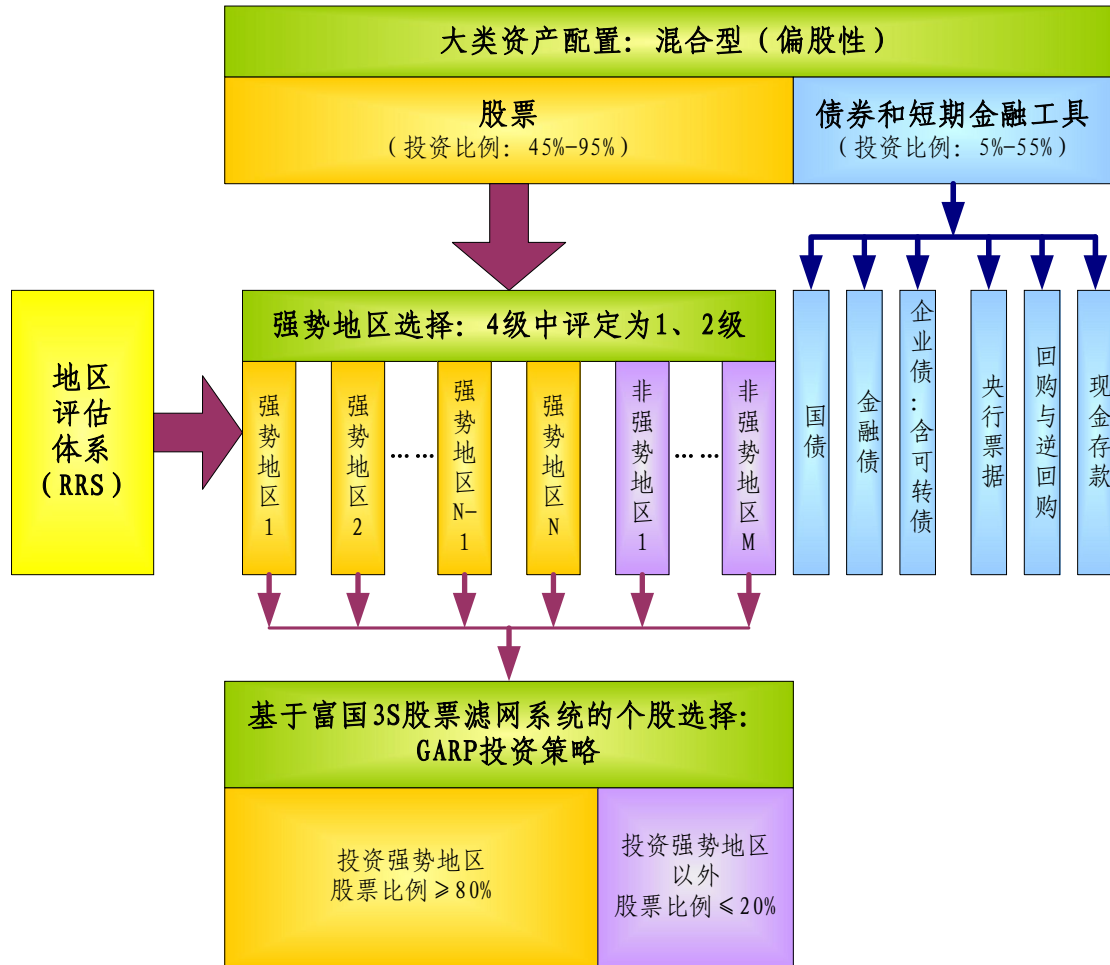 大类资产配置：混合型（偏股性）
股票
（投资比例：45%-95%）
债券和短期金融工具
（投资比例：5%-55%）
地区
评估
体系
（RRS）
强势地区选择：4级中评定为1、2级
强势地区1
强势地区2
……
强势地区N-1
强势地区N
非强势地区1
……
非强势地区M
国债
金融债
企业债：含可转债
央行票据
回购与逆回购
现金存款
基于富国3S股票滤网系统的个股选择：
GARP投资策略
投资强势地区
股票比例≥80%
投资强势地区
以外
股票比例≤20%